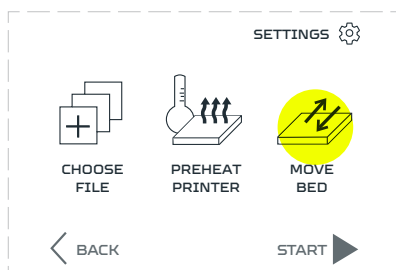 SETTINGS
CHOOSE
FILE
PREHEAT
PRINTER
MOVE
BED
BACK
START